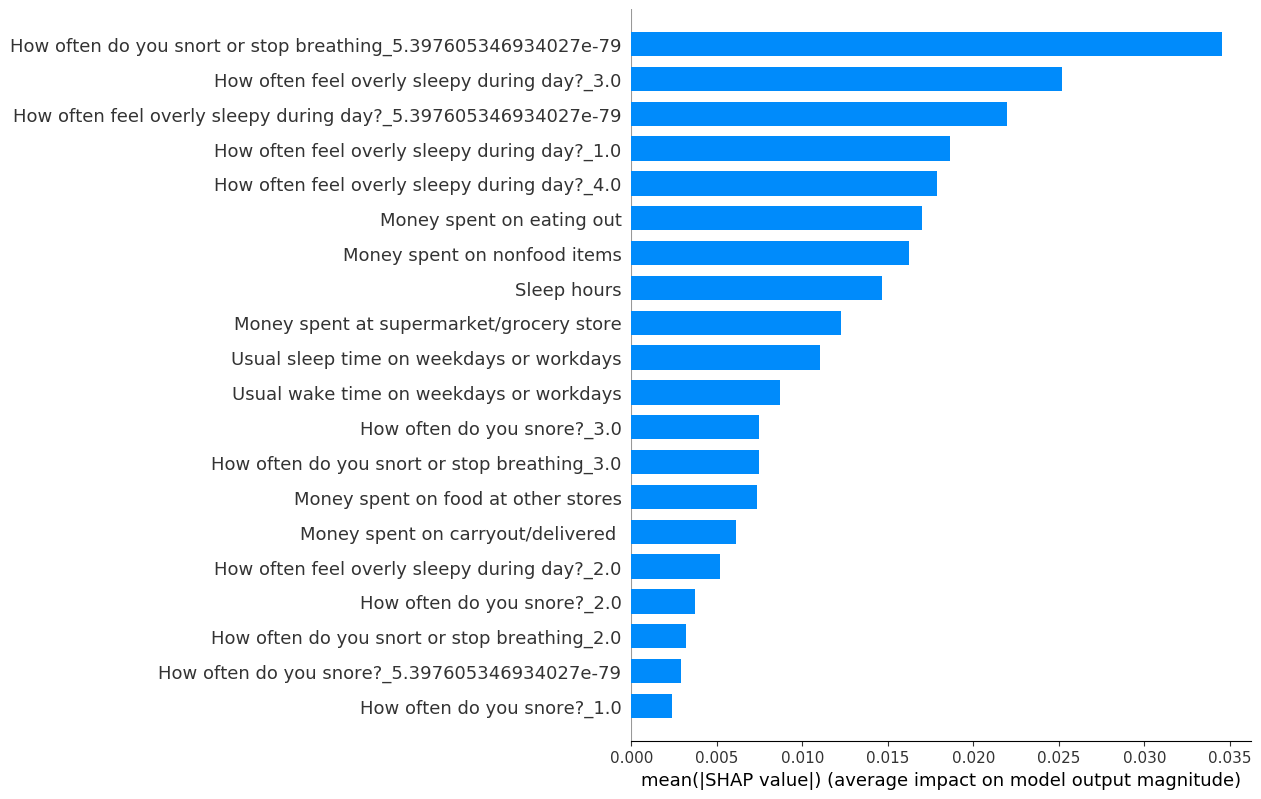 How often do you snort or stop breathing_5.397605346934027e-79
How often feel overly sleepy during day?_3.0
How often feel overly sleepy during day?_5.397605346934027e-79
How often feel overly sleepy during day?_1.0
How often feel overly sleepy during day?_4.0
Money spent on eating out
Money spent on nonfood items
Sleep hours
Money spent at supermarket/grocery store
Usual sleep time on weekdays or workdays
Usual wake time on weekdays or workdays
How often do you snore?_3.0
How often do you snort or stop breathing_3.0
Money spent on food at other stores
Money spent on carryout/delivered
How often feel overly sleepy during day?_2.0
How often do you snore?_2.0
How often do you snort or stop breathing_2.0
How often do you snore?_5.397605346934027e-79
How often do you snore?_1.0
0.000 0.005 0.010 0.015 0.020 0.025 0.030 0.035
mean(|SHAP value|) (average impact on model output magnitude)